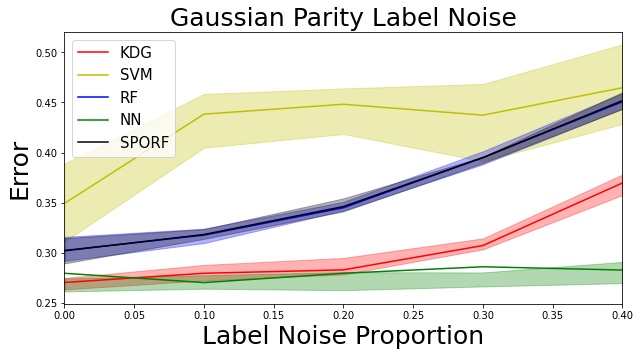 Gaussian Parity Label Noise
KDG
SVM
RF
NN
SPORF
Error
0.50
0.45
0.40
0.35
0.30
0.25
0.00 0.05 0.10 0.15 0.20 0.25 0.30 0.35 0.40
Label Noise Proportion